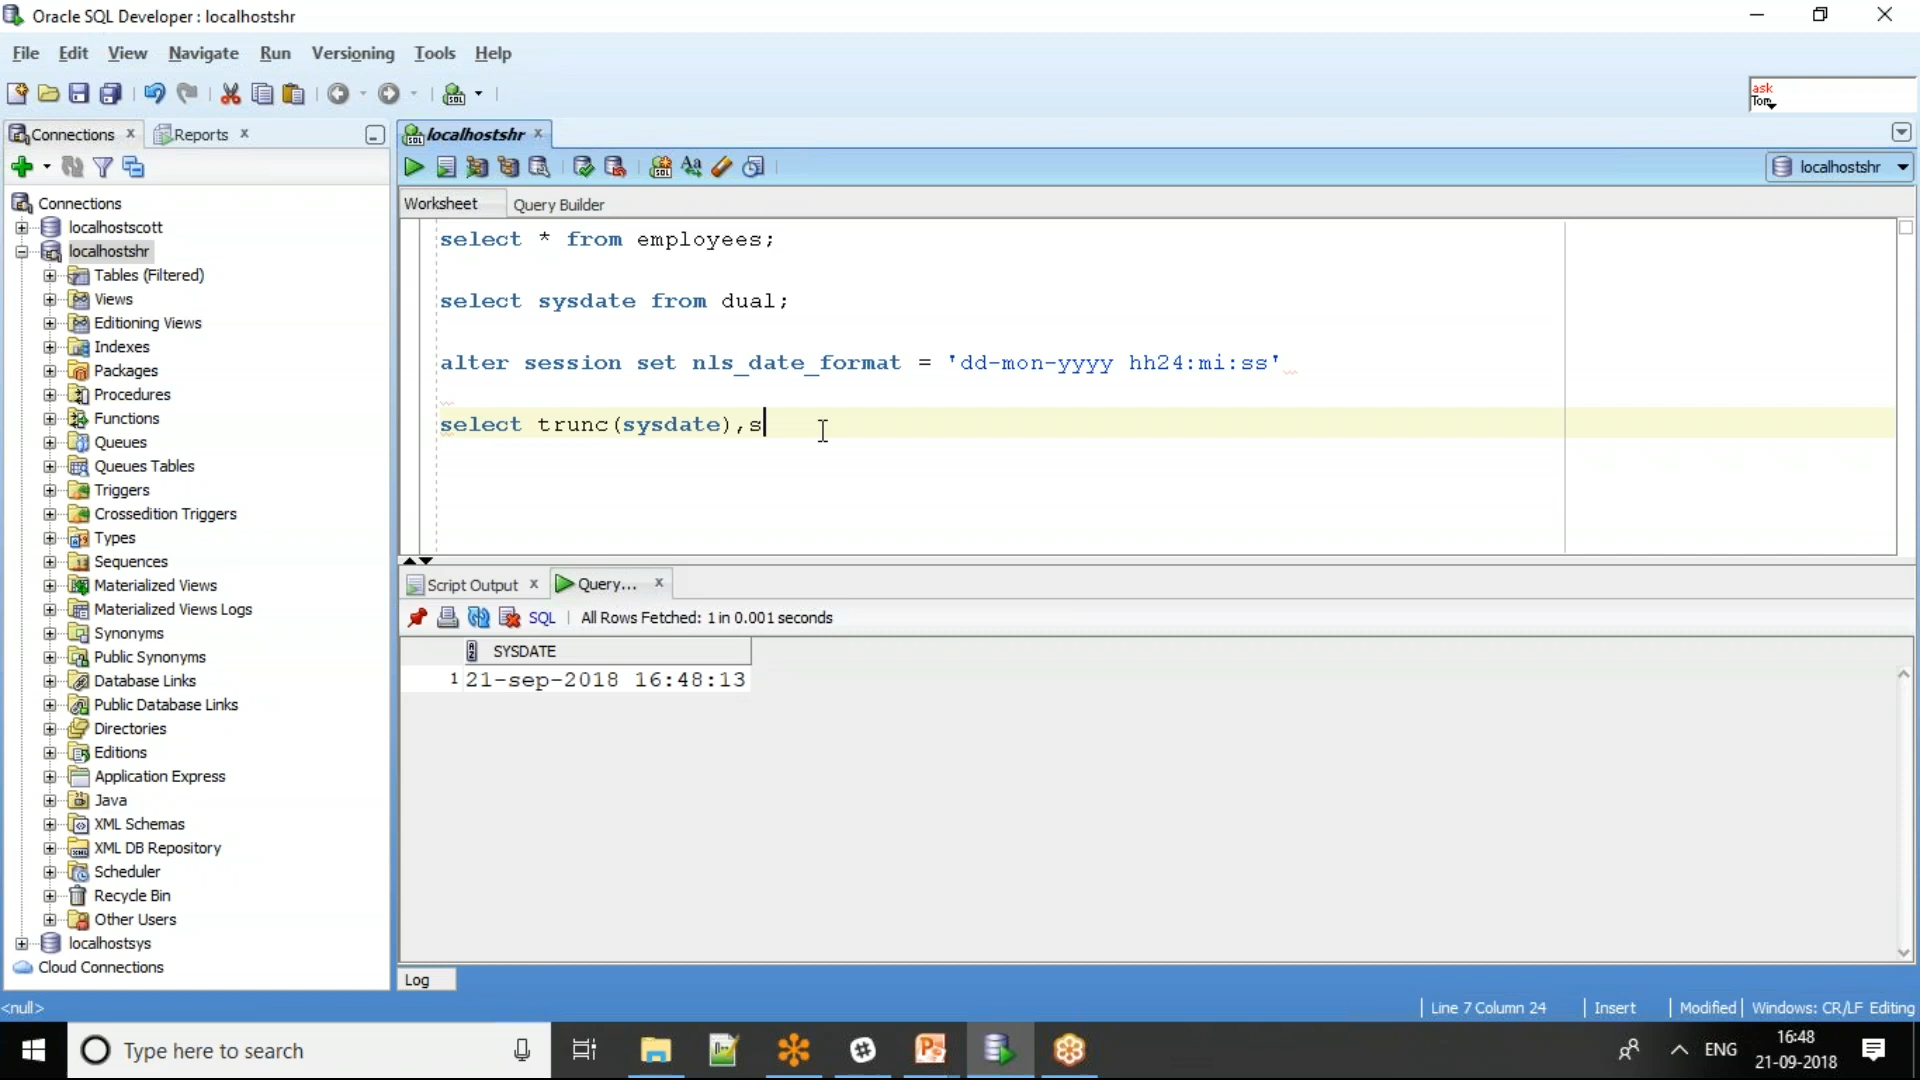 Oracle SQL Developer : localhostshr
File Edit View Navigate Run Versioning Tools Help
ask
Tom
Connections Reports
localhostshr
localhostshr
Worksheet Query Builder
Connections
localhostscott
localhostshr
Tables (Filtered)
Views
Editioning Views
Indexes
Packages
Procedures
Functions
Queues
Queues Tables
Triggers
Crossedition Triggers
Types
Sequences
Materialized Views
Materialized Views Logs
Synonyms
Public Synonyms
Database Links
Public Database Links
Directories
Editions
Application Express
Java
XML Schemas
XML DB Repository
Scheduler
Recycle Bin
Other Users
localhostsys
Cloud Connections
select * from employees;
select sysdate from dual;
alter session set nls_date_format = 'dd-mon-yyyy hh24:mi:ss'
select trunc(sysdate),s
Script Output Query...
SQL All Rows Fetched: 1 in 0.001 seconds
SYSDATE
1 21-sep-2018 16:48:13
Log
<null>
Line 7 Column 24 Insert Modified Windows: CR/LF Editing
Type here to search
ENG
16:48
21-09-2018